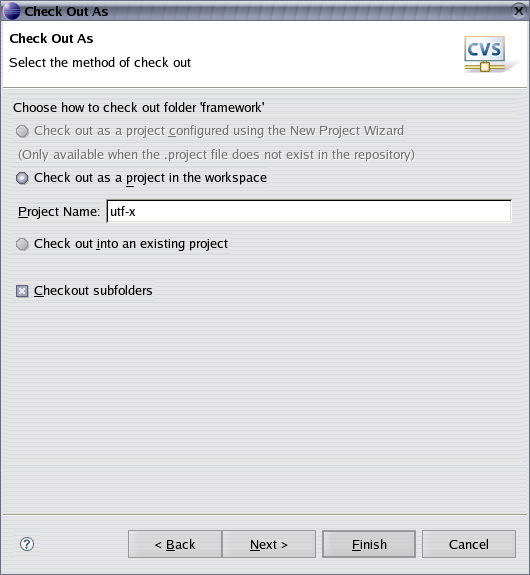 Check Out As
Check Out As
Select the method of check out
CVS
Choose how to check out folder 'framework'
Check out as a project configured using the New Project Wizard
(Only available when the .project file does not exist in the repository)
Check out as a project in the workspace
Project Name: utf-x
Check out into an existing project
Checkout subfolders
? < Back Next > Finish Cancel